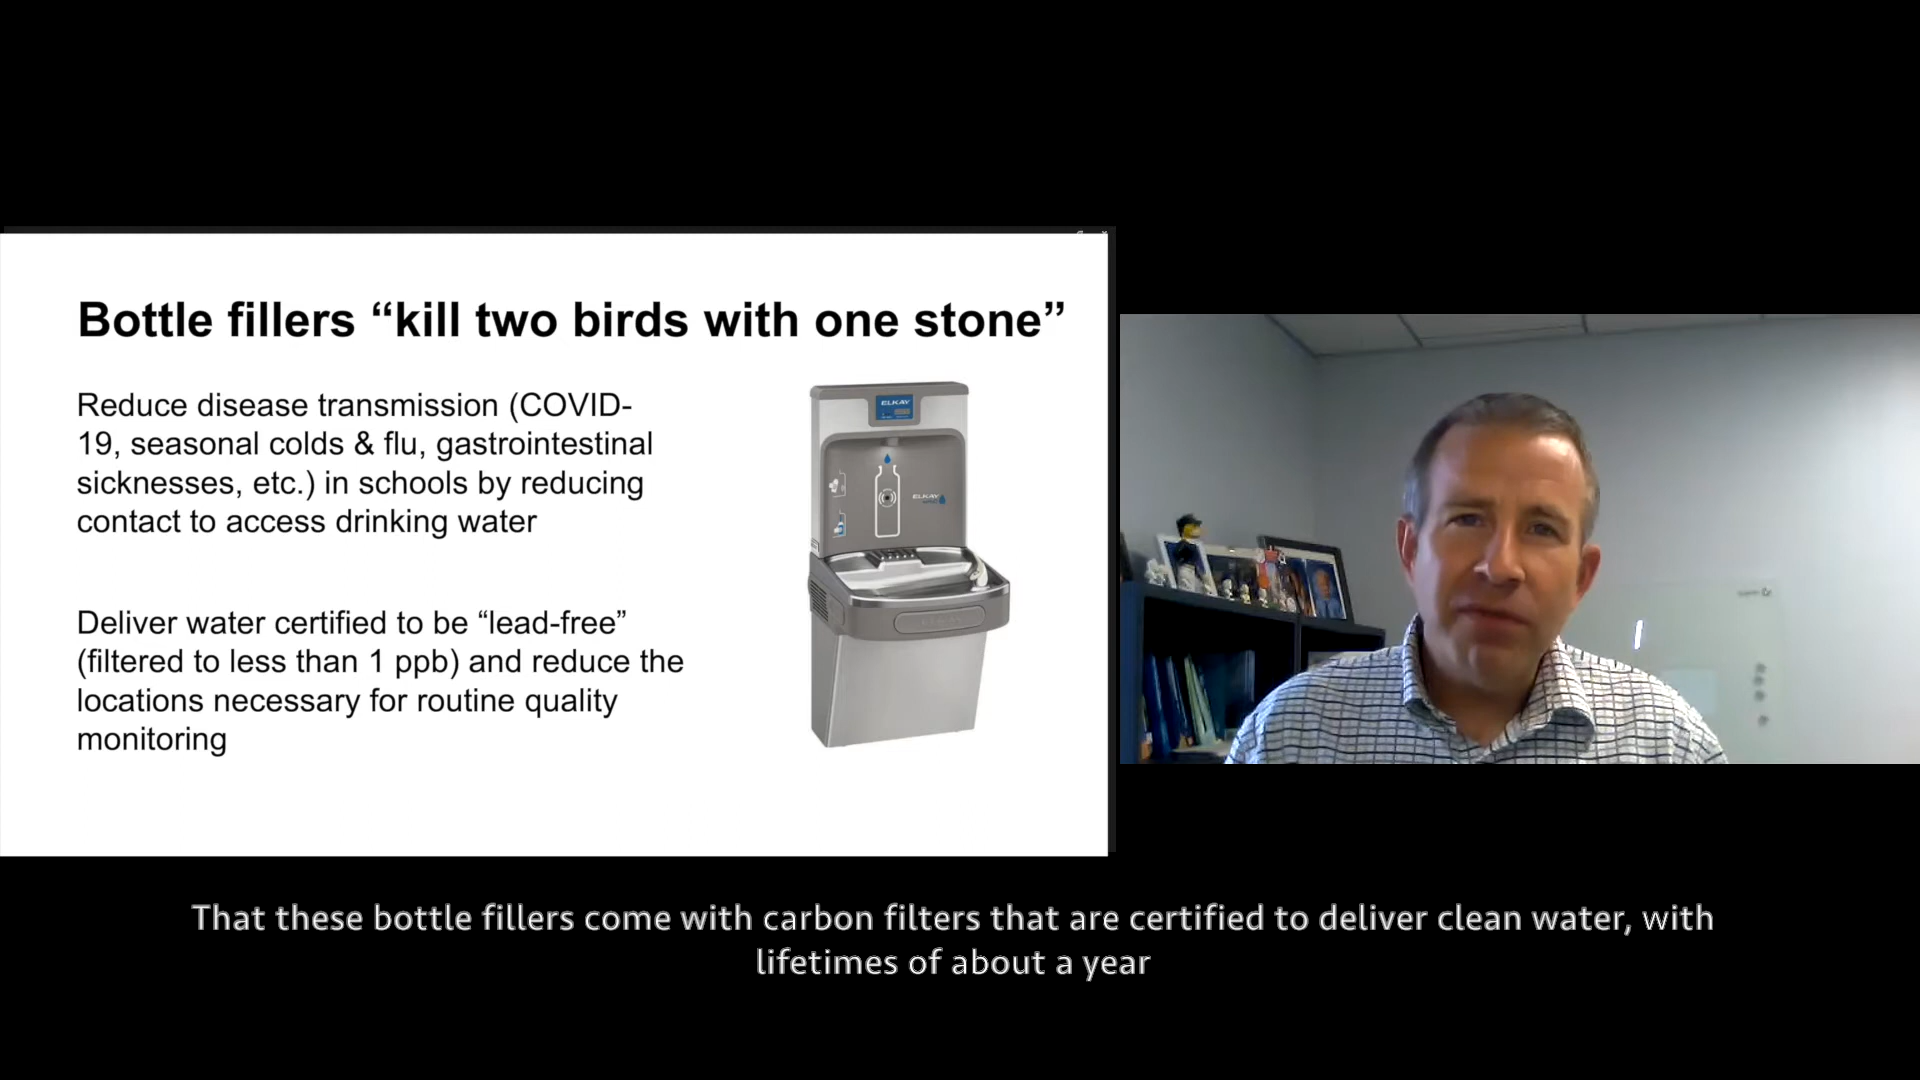 Bottle fillers “kill two birds with one stone”
Reduce disease transmission (COVID-
19, seasonal colds & flu, gastrointestinal
sicknesses, etc.) in schools by reducing
contact to access drinking water
Deliver water certified to be “lead-free”
(filtered to less than 1 ppb) and reduce the
locations necessary for routine quality
monitoring
ELKAY
ELKAY
That these bottle fillers come with carbon filters that are certified to deliver clean water, with
lifetimes of about a year